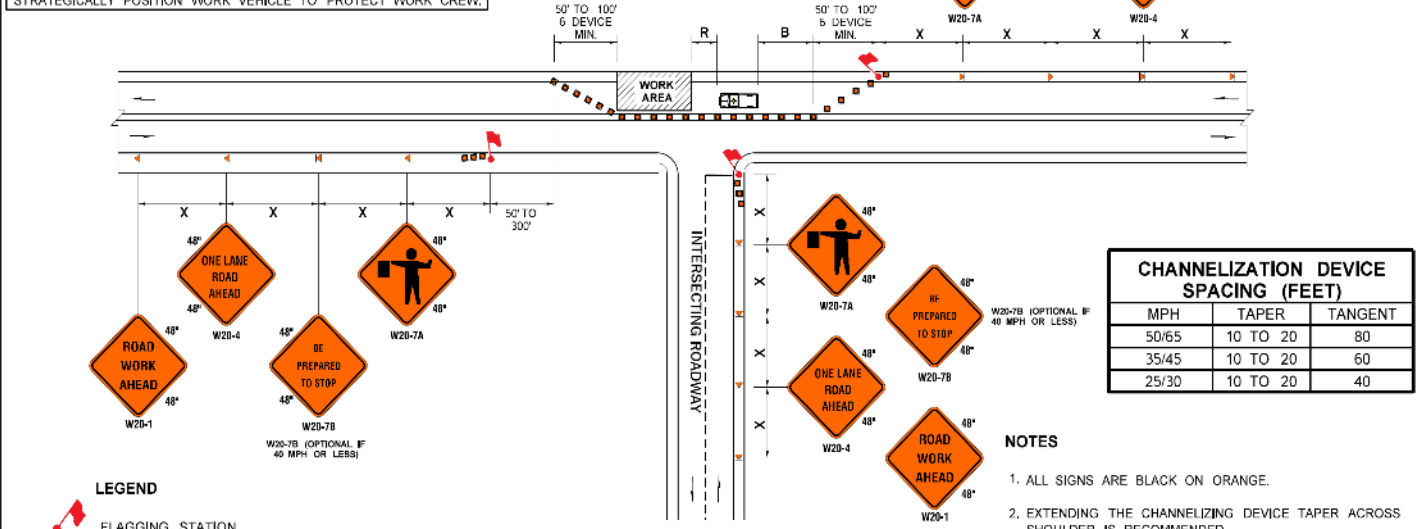 STRATEGICALLY POSITION WORK VEHICLE TO PROTECT WORK CREW.
W20-7A
W20-4
50' TO 100'
6 DEVICE
MIN.
R
B
50' TO 100'
6 DEVICE
MIN.
X
X
X
X
WORK
AREA
X
X
X
X
50' TO
300'
48"
ONE LANE
ROAD
AHEAD
48"
W20-4
48"
48"
W20-7A
ROAD
WORK
AHEAD
48"
48"
W20-1
48"
BE
PREPARED
TO STOP
48"
W20-7B
W20-7B (OPTIONAL IF
40 MPH OR LESS)
INTERSECTING ROADWAY
X
X
X
X
48"
48"
W20-7A
48"
BE
PREPARED
TO STOP
48"
W20-7B
W20-7B (OPTIONAL IF
40 MPH OR LESS)
48"
ONE LANE
ROAD
AHEAD
48"
W20-4
48"
ROAD
WORK
AHEAD
48"
W20-1
CHANNELIZATION DEVICE
SPACING (FEET)
MPH TAPER TANGENT
50/65 10 TO 20 80
35/45 10 TO 20 60
25/30 10 TO 20 40
LEGEND
FLAGGING STATION
NOTES
1. ALL SIGNS ARE BLACK ON ORANGE.
2. EXTENDING THE CHANNELIZING DEVICE TAPER ACROSS
SHOULDER IS RECOMMENDED